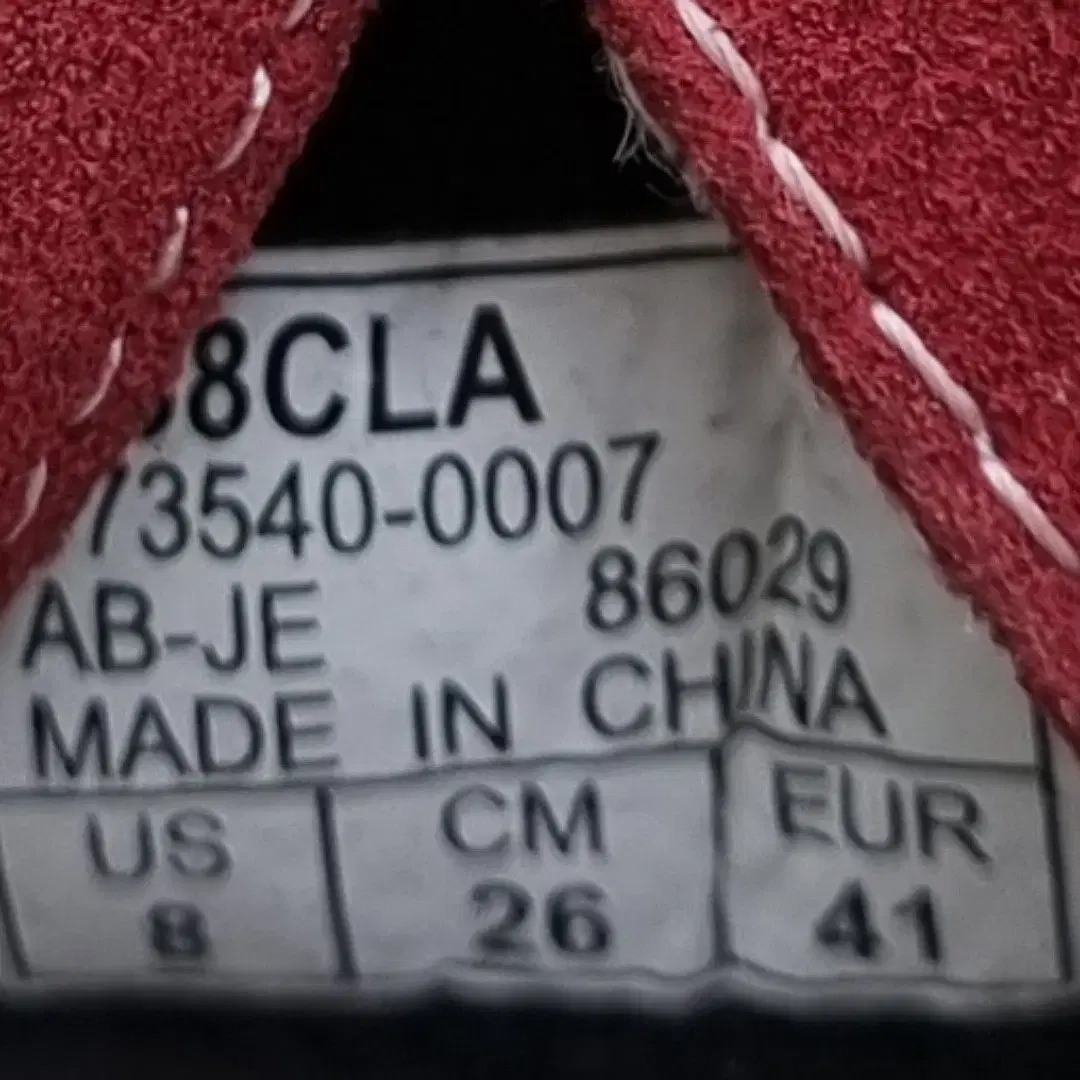 8CLA
73540-0007
AB-JE 86029
MADE IN CHINA
US CM EUR
8 26 41